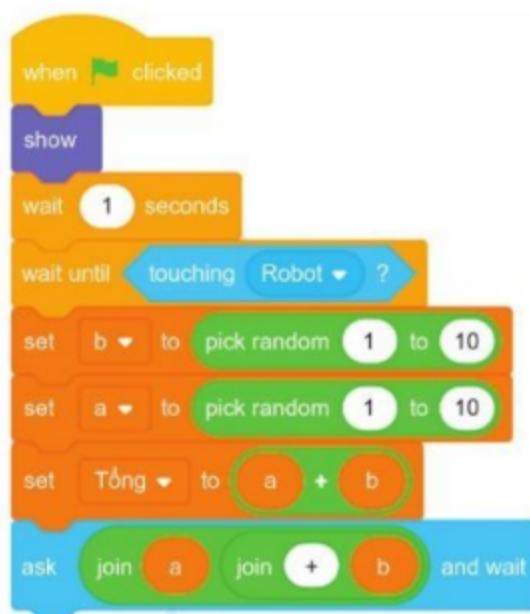 when clicked
show
wait 1 seconds
wait until touching Robot ?
set b to pick random 1 to 10
set a to pick random 1 to 10
set Tổng to a + b
ask join a join + b and wait